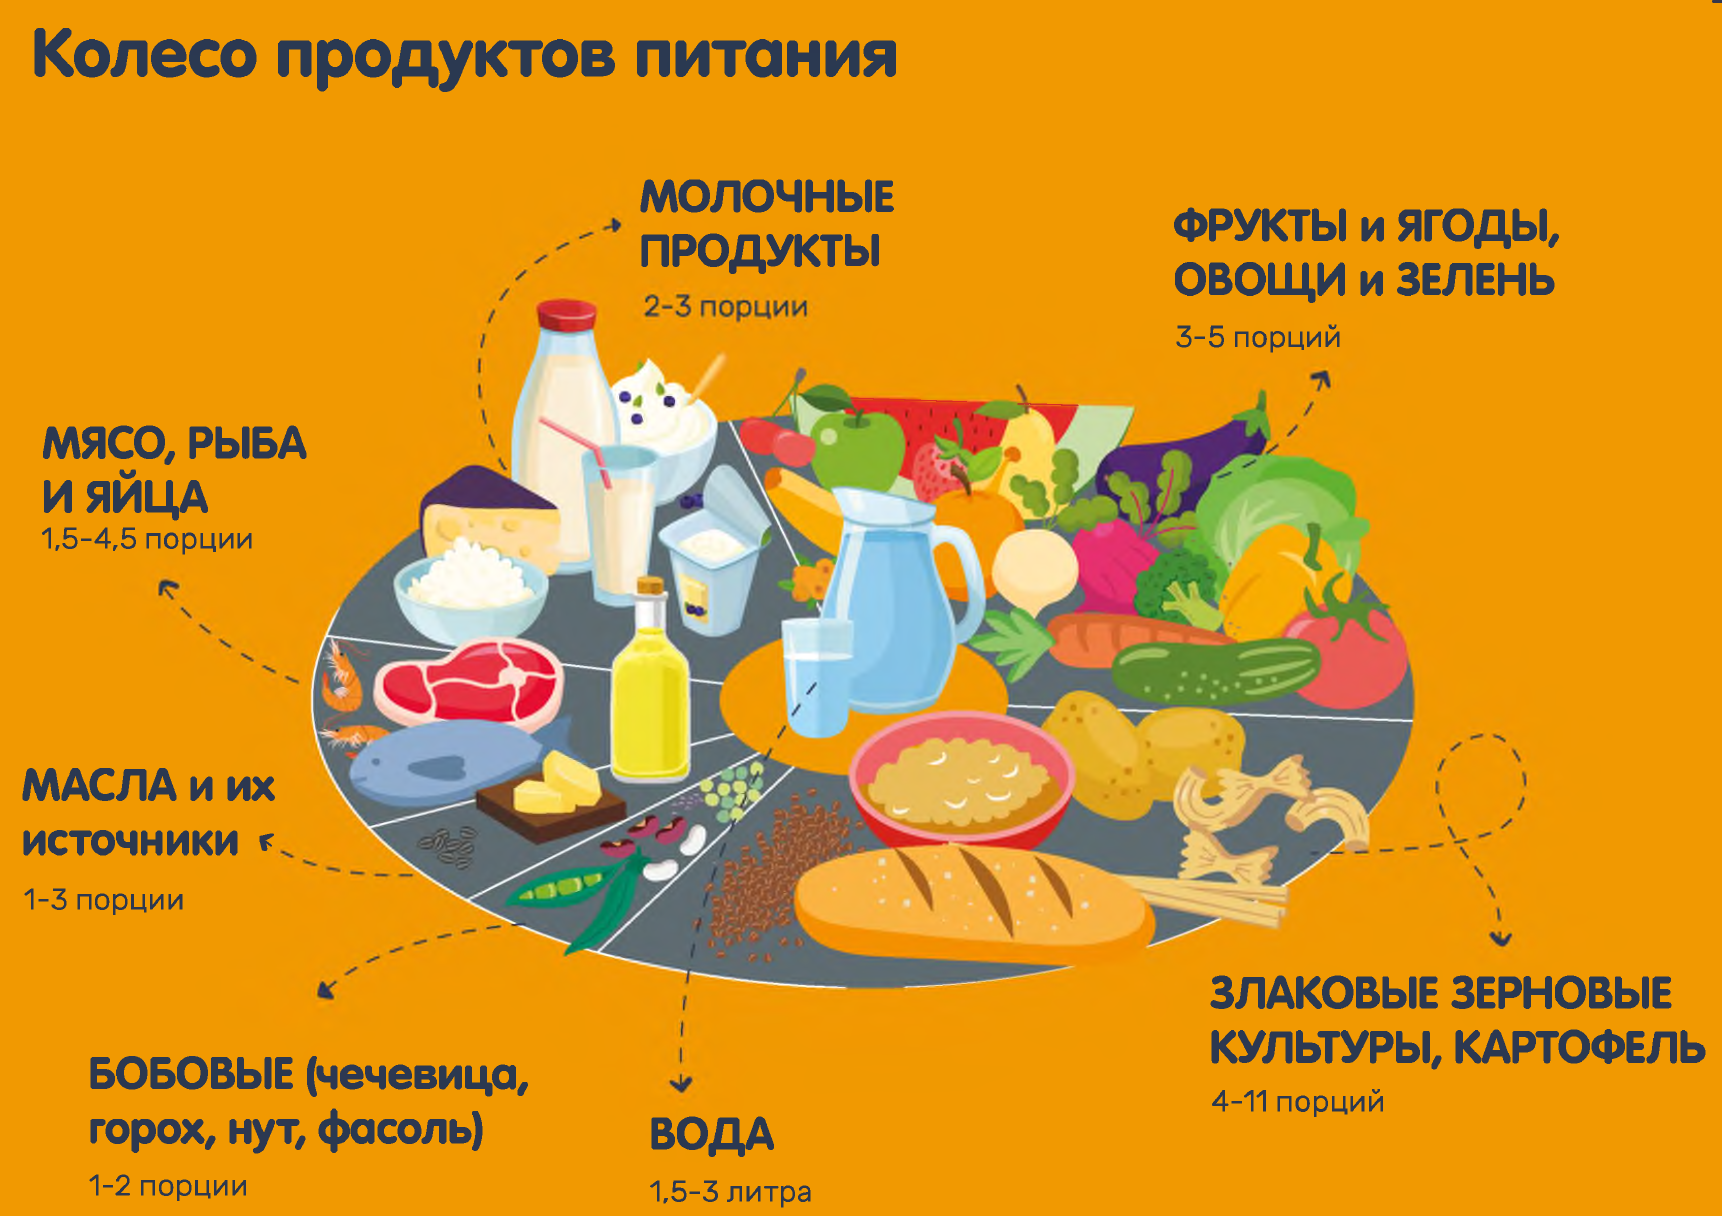 Колесо продуктов питания
МОЛОЧНЫЕ
ПРОДУКТЫ
2-3 порции
ФРУКТЫ и ЯГОДЫ,
ОВОЩИ и ЗЕЛЕНЬ
3-5 порций
МЯСО, РЫБА
И ЯЙЦА
1,5-4,5 порции
МАСЛА и их
источники
1-3 порции
БОБОВЫЕ (чечевица,
горох, нут, фасоль)
1-2 порции
ВОДА
1,5-3 литра
ЗЛАКОВЫЕ ЗЕРНОВЫЕ
КУЛЬТУРЫ, КАРТОФЕЛЬ
4-11 порций